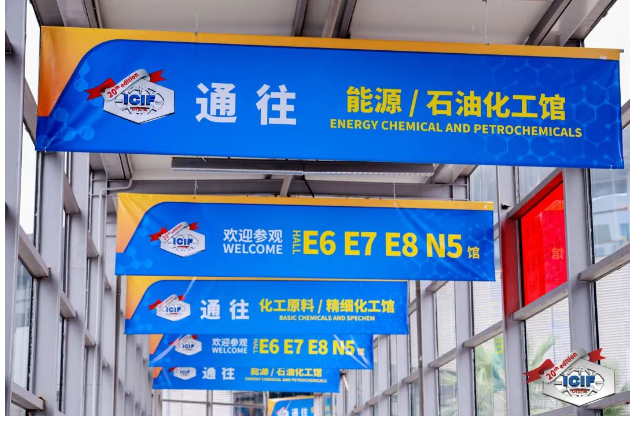 20th edition
ICIF
通往
能源 / 石油化工馆
ENERGY CHEMICAL AND PETROCHEMICALS
ICIF
欢迎参观
WELCOME
HALL
E6 E7 E8 N5 馆
ICIF
通往
化工原料 / 精细化工馆
BASIC CHEMICALS AND SPECHEM
ICIF
欢迎参观
WELCOME
HALL
E6 E7 E8 N5 馆
ICIF
通往
能源 / 石油化工馆
ENERGY CHEMICAL AND PETROCHEMICALS
20th edition
ICIF